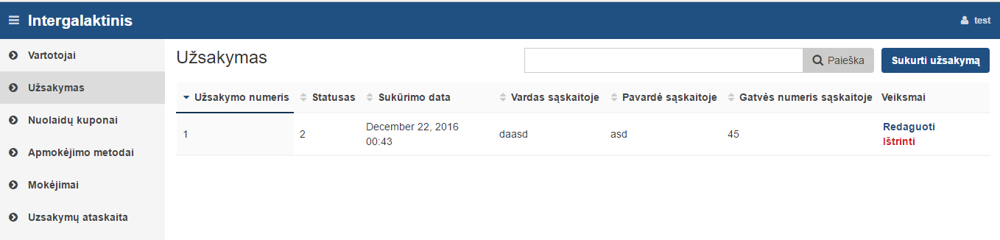 Intergalaktinis
test
Vartotojai
Užsakymas
Nuolaidų kuponai
Apmokėjimo metodai
Mokėjimai
Uzsakymų ataskaita
Užsakymas
Paieška
Sukurti užsakymą
Užsakymo numeris Statusas Sukūrimo data Vardas sąskaitoje Pavardė sąskaitoje Gatvės numeris sąskaitoje Veiksmai
1 2 December 22, 2016 00:43 daasd asd 45 Redaguoti
Ištrinti